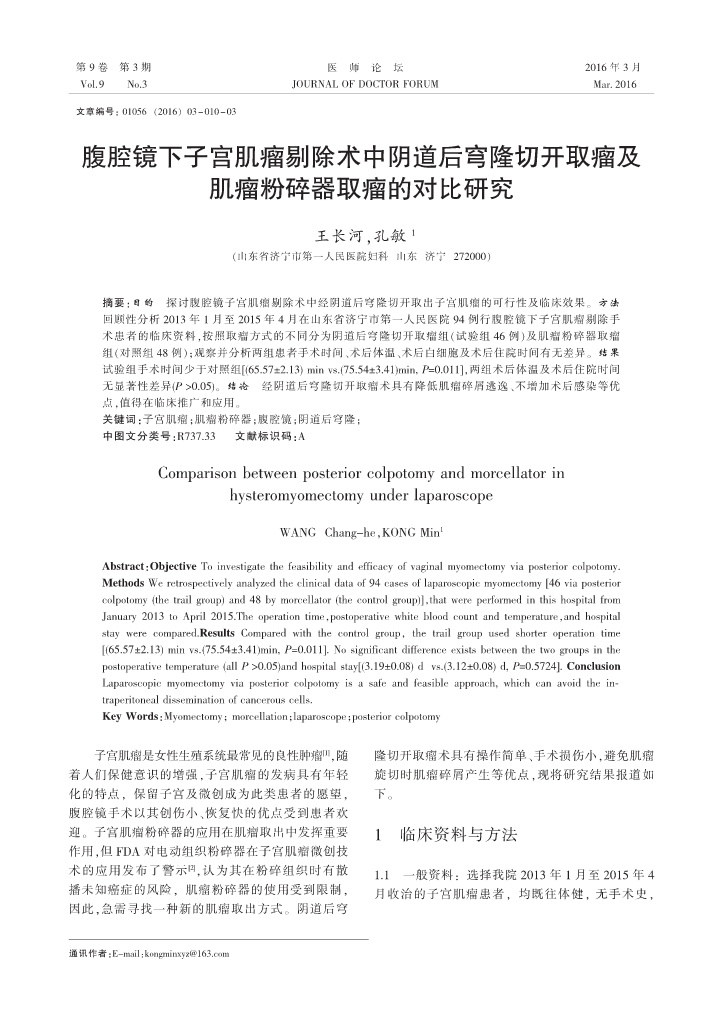 第9卷 第3期 医师论坛 2016年3月
Vol.9 No.3 JOURNAL OF DOCTOR FORUM Mar. 2016
文章编号:01056 (2016) 03-010-03
腹腔镜下子宫肌瘤剔除术中阴道后穹隆切开取瘤及
肌瘤粉碎器取瘤的对比研究
王长河,孔敏1
(山东省济宁市第一人民医院妇科 山东 济宁 272000)
摘要:目的 探讨腹腔镜子宫肌瘤剔除术中经阴道后穹隆切开取出子宫肌瘤的可行性及临床效果。方法
回顾性分析2013年1月至2015年4月在山东省济宁市第一人民医院94例行腹腔镜下子宫肌瘤剔除手
术患者的临床资料,按照取瘤方式的不同分为阴道后穹隆切开取瘤组(试验组46例)及肌瘤粉碎器取瘤
组(对照组48例);观察并分析两组患者手术时间、术后体温、术后白细胞及术后住院时间有无差异。结果
试验组手术时间少于对照组[(65.57±2.13) min vs.(75.54±3.41)min, P=0.011],两组术后体温及术后住院时间
无显著性差异(P >0.05)。结论 经阴道后穹隆切开取瘤术具有降低肌瘤碎屑逃逸、不增加术后感染等优
点,值得在临床推广和应用。
关键词:子宫肌瘤;肌瘤粉碎器;腹腔镜;阴道后穹隆;
中图文分类号:R737.33 文献标识码:A
Comparison between posterior colpotomy and morcellator in
hysteromyomectomy under laparoscope
WANG Chang-he,KONG Min1
Abstract:Objective To investigate the feasibility and efficacy of vaginal myomectomy via posterior colpotomy.
Methods We retrospectively analyzed the clinical data of 94 cases of laparoscopic myomectomy [46 via posterior
colpotomy (the trail group) and 48 by morcellator (the control group)],that were performed in this hospital from
January 2013 to April 2015.The operation time,postoperative white blood count and temperature,and hospital
stay were compared.Results Compared with the control group, the trail group used shorter operation time
[(65.57±2.13) min vs.(75.54±3.41)min, P=0.011]. No significant difference exists between the two groups in the
postoperative temperature (all P >0.05)and hospital stay[(3.19±0.08) d vs.(3.12±0.08) d, P=0.5724]. Conclusion
Laparoscopic myomectomy via posterior colpotomy is a safe and feasible approach, which can avoid the in-
traperitoneal dissemination of cancerous cells.
Key Words:Myomectomy; morcellation;laparoscope;posterior colpotomy
子宫肌瘤是女性生殖系统最常见的良性肿瘤[1],随
着人们保健意识的增强,子宫肌瘤的发病具有年轻
化的特点, 保留子宫及微创成为此类患者的愿望,
腹腔镜手术以其创伤小、恢复快的优点受到患者欢
迎。子宫肌瘤粉碎器的应用在肌瘤取出中发挥重要
作用,但FDA对电动组织粉碎器在子宫肌瘤微创技
术的应用发布了警示[2],认为其在粉碎组织时有散
播未知癌症的风险, 肌瘤粉碎器的使用受到限制,
因此,急需寻找一种新的肌瘤取出方式。阴道后穹
隆切开取瘤术具有操作简单、手术损伤小,避免肌瘤
旋切时肌瘤碎屑产生等优点,现将研究结果报道如
下。
1 临床资料与方法
1.1 一般资料: 选择我院2013年1月至2015年4
月收治的子宫肌瘤患者, 均既往体健, 无手术史,
通讯作者:E-mail:kongminxyz@163.com